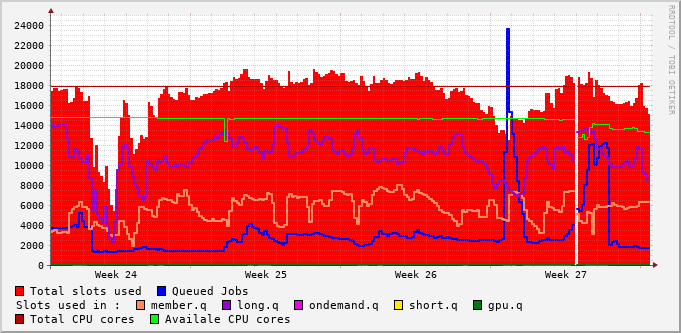 24000
22000
20000
18000
16000
14000
12000
10000
8000
6000
4000
2000
0
Week 24 Week 25 Week 26 Week 27
Total slots used Queued Jobs
Slots used in : member.q long.q ondemand.q short.q gpu.q
Total CPU cores Availale CPU cores
RRDTOOL / TOBI OETIKER